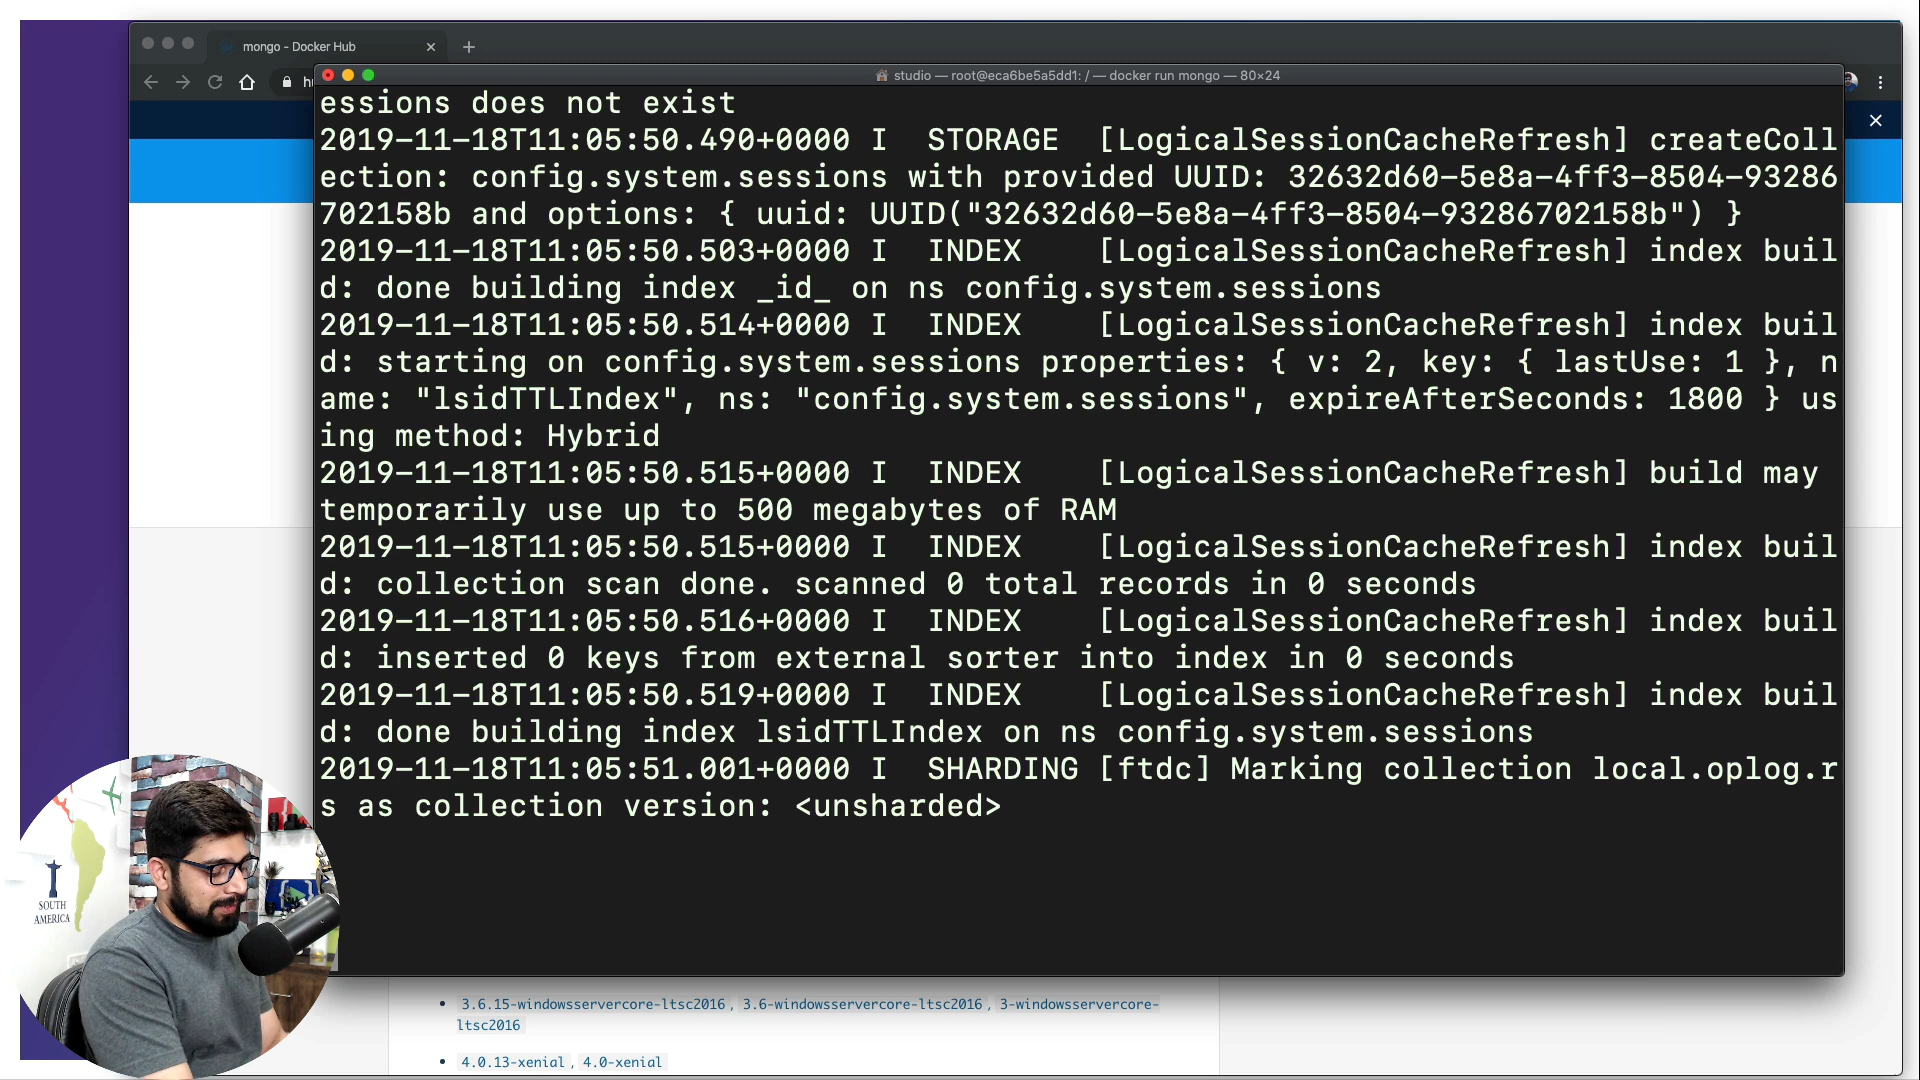 mongo - Docker Hub
studio — root@eca6be5a5dd1: / — docker run mongo — 80×24
essions does not exist
2019-11-18T11:05:50.490+0000 I  STORAGE  [LogicalSessionCacheRefresh] createColl
ection: config.system.sessions with provided UUID: 32632d60-5e8a-4ff3-8504-93286
702158b and options: { uuid: UUID("32632d60-5e8a-4ff3-8504-93286702158b") }
2019-11-18T11:05:50.503+0000 I  INDEX    [LogicalSessionCacheRefresh] index buil
d: done building index _id_ on ns config.system.sessions
2019-11-18T11:05:50.514+0000 I  INDEX    [LogicalSessionCacheRefresh] index buil
d: starting on config.system.sessions properties: { v: 2, key: { lastUse: 1 }, n
ame: "lsidTTLIndex", ns: "config.system.sessions", expireAfterSeconds: 1800 } us
ing method: Hybrid
2019-11-18T11:05:50.515+0000 I  INDEX    [LogicalSessionCacheRefresh] build may
temporarily use up to 500 megabytes of RAM
2019-11-18T11:05:50.515+0000 I  INDEX    [LogicalSessionCacheRefresh] index buil
d: collection scan done. scanned 0 total records in 0 seconds
2019-11-18T11:05:50.516+0000 I  INDEX    [LogicalSessionCacheRefresh] index buil
d: inserted 0 keys from external sorter into index in 0 seconds
2019-11-18T11:05:50.519+0000 I  INDEX    [LogicalSessionCacheRefresh] index buil
d: done building index lsidTTLIndex on ns config.system.sessions
2019-11-18T11:05:51.001+0000 I  SHARDING [ftdc] Marking collection local.oplog.r
s as collection version: <unsharded>
SOUTH
AMERICA
3.6.15-windowsservercore-ltsc2016, 3.6-windowsservercore-ltsc2016, 3-windowsservercore-
ltsc2016
4.0.13-xenial, 4.0-xenial